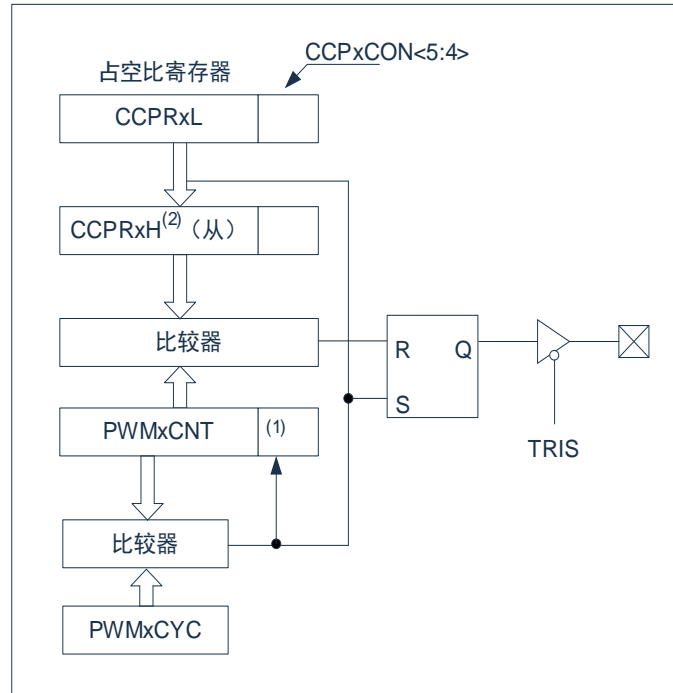 CCPxCON<5:4>
占空比寄存器
CCPRxL
CCPRxH(2)（从）
比较器
R Q
S
PWMxCNT (1)
TRIS
比较器
PWMxCYC